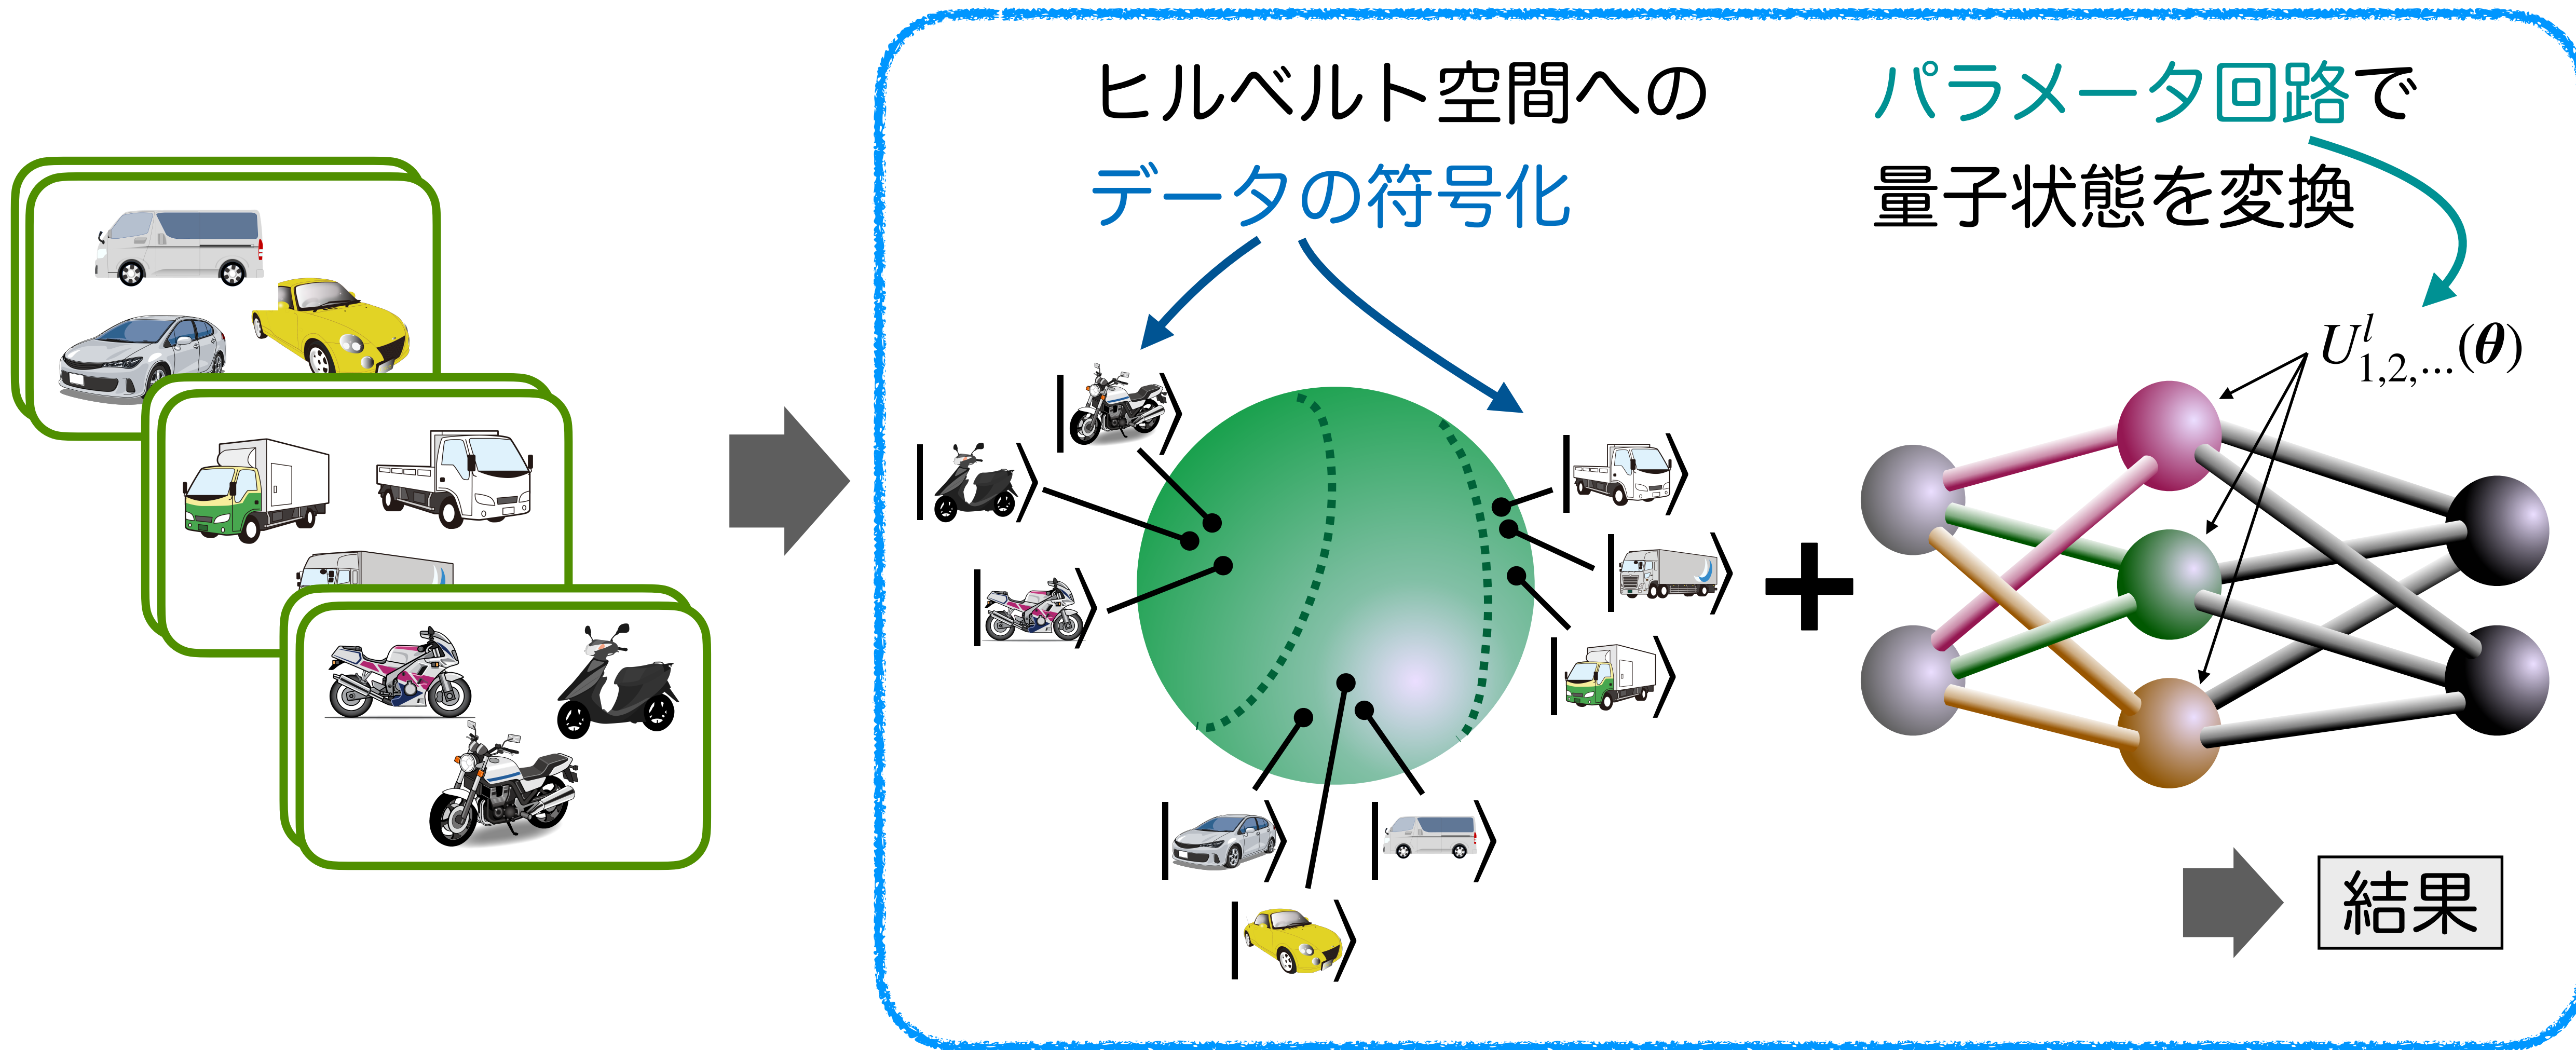 ヒルベルト空間への
データの符号化
パラメータ回路で
量子状態を変換
U^l_{1,2,...}(θ)
+
結果